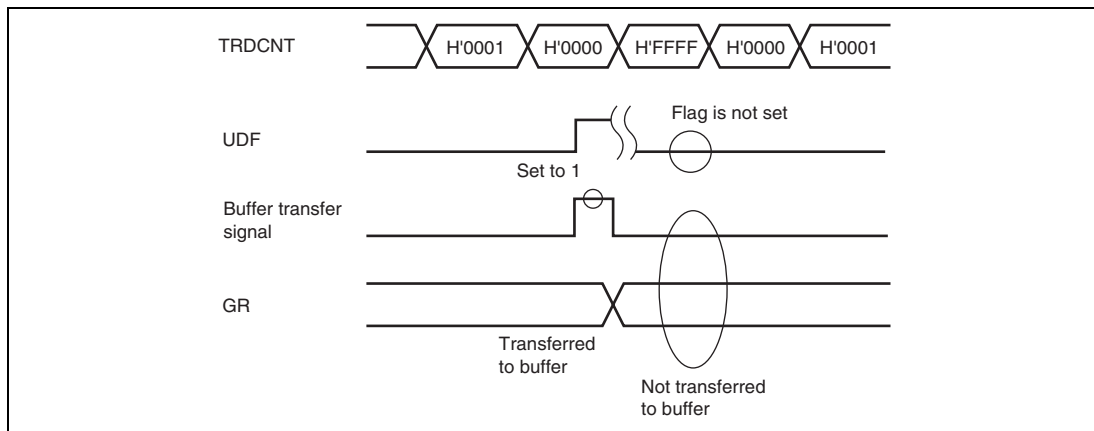 TRDCNT
H'0001
H'0000
H'FFFF
H'0000
H'0001
Flag is not set
UDF
Set to 1
Buffer transfer
signal
GR
Transferred
to buffer
Not transferred
to buffer